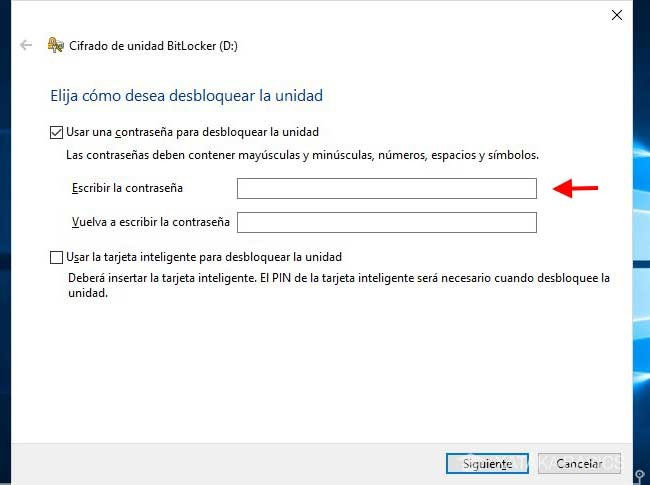 Cifrado de unidad BitLocker (D:)
Elija cómo desea desbloquear la unidad
Usar una contraseña para desbloquear la unidad
Las contraseñas deben contener mayúsculas y minúsculas, números, espacios y símbolos.
Escribir la contraseña
Vuelva a escribir la contraseña
Usar la tarjeta inteligente para desbloquear la unidad
Deberá insertar la tarjeta inteligente. El PIN de la tarjeta inteligente será necesario cuando desbloquee la
unidad.
Siguiente Cancelar